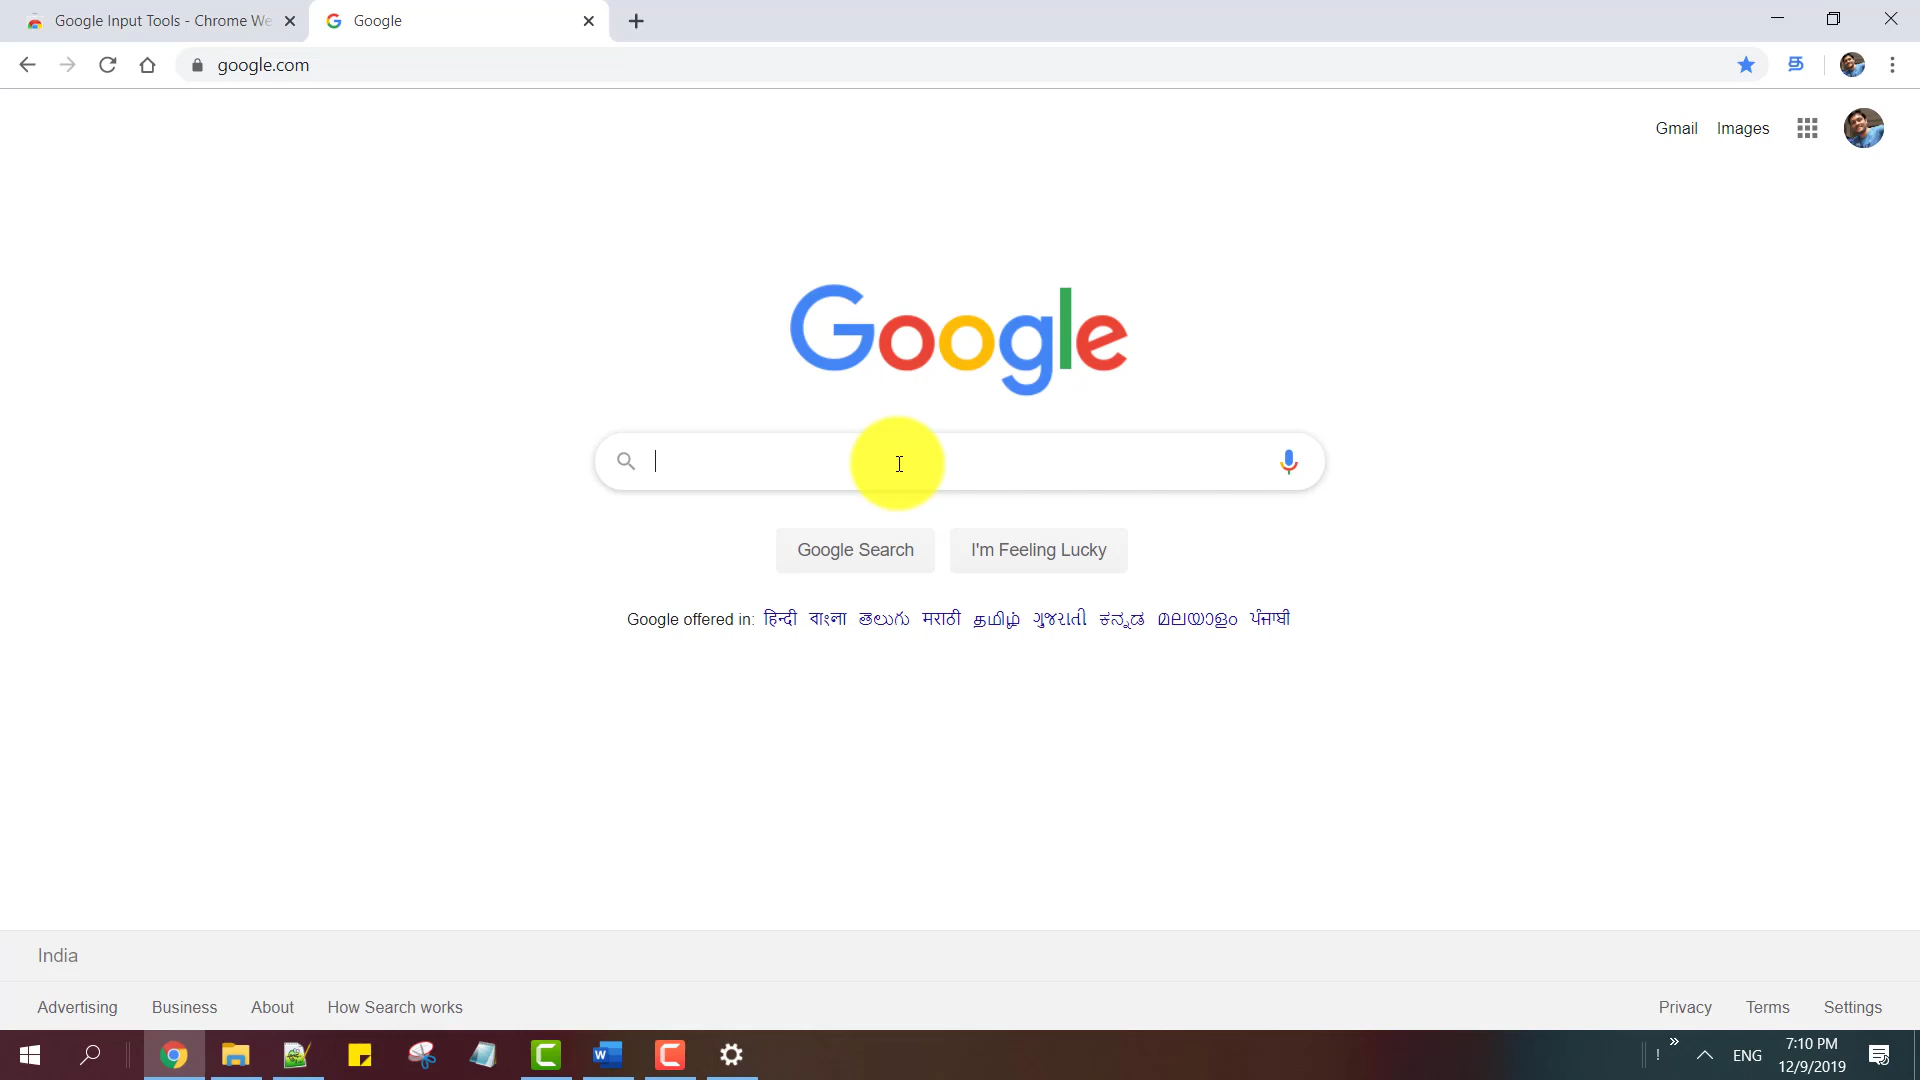 Google Input Tools - Chrome We
Google
google.com
த
Gmail Images
Google
Google Search I'm Feeling Lucky
Google offered in: हिन्दी বাংলা తెలుగు मराठी தமிழ் ગુજરાતી ಕನ್ನಡ മലയാളം ਪੰਜਾਬੀ
India
Advertising Business About How Search works Privacy Terms Settings
ENG
7:10 PM
12/9/2019